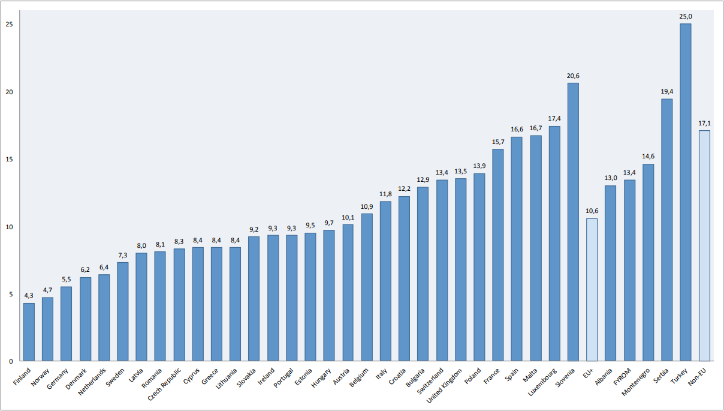 25
20
15
10
5
0
4,3
4,7
5,5
6,2
6,4
7,3
8,0
8,1
8,3
8,4
8,4
8,4
9,2
9,3
9,3
9,5
9,7
10,1
10,9
11,8
12,2
12,9
13,4
13,5
13,9
15,7
16,6
16,7
17,4
20,6
10,6
13,0
13,4
14,6
19,4
25,0
17,1
Finland
Norway
Germany
Denmark
Netherlands
Sweden
Latvia
Romania
Czech Republic
Cyprus
Greece
Lithuania
Slovakia
Ireland
Portugal
Estonia
Hungary
Austria
Belgium
Italy
Croatia
Bulgaria
Switzerland
United Kingdom
Poland
France
Spain
Malta
Luxembourg
Slovenia
EU+
Albania
FYROM
Montenegro
Serbia
Turkey
Non-EU